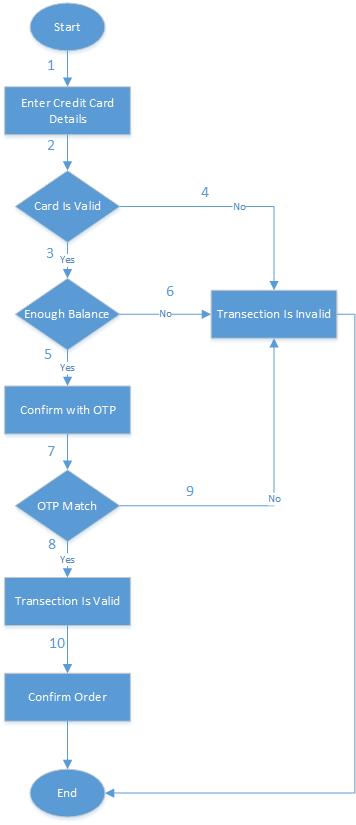 Start
1
Enter Credit Card
Details
2
Card Is Valid
4
No
3
Yes
6
Enough Balance
No
Transection Is Invalid
5
Yes
Confirm with OTP
7
9
OTP Match
No
8
Yes
Transection Is Valid
10
Confirm Order
End